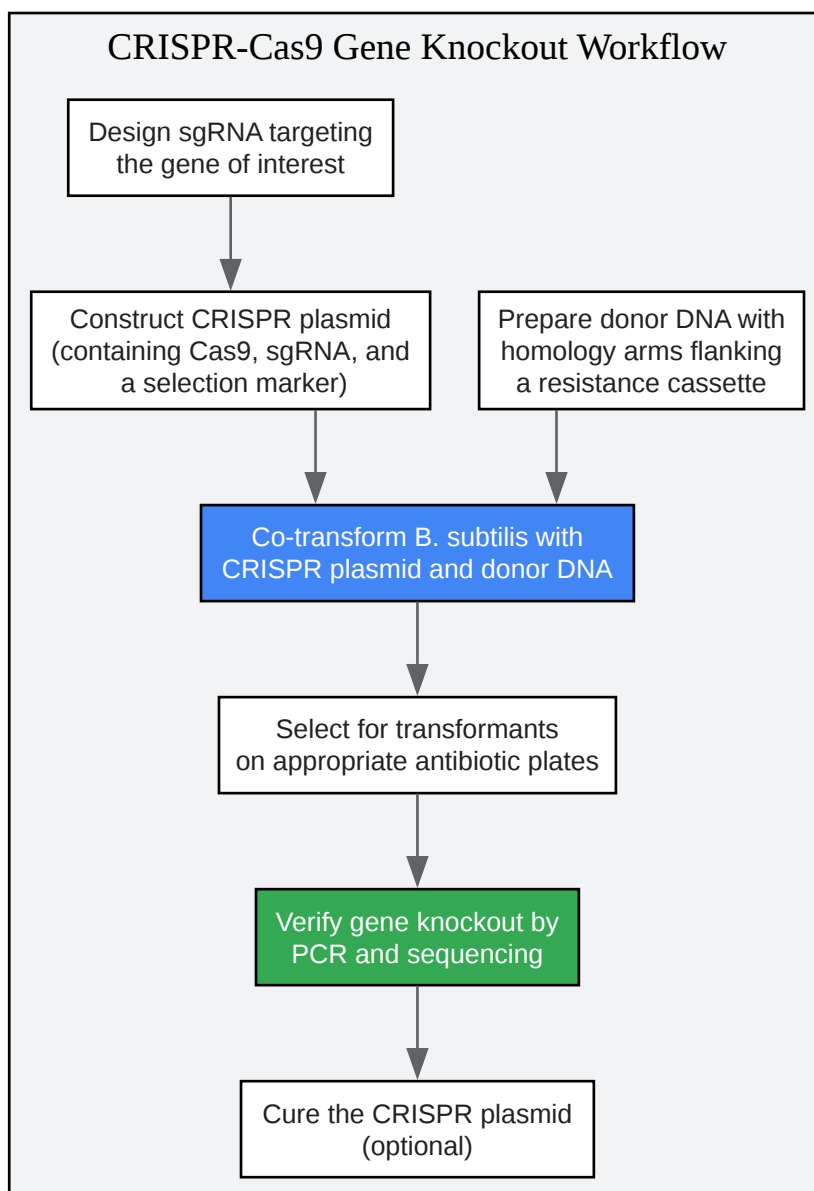 CRISPR-Cas9 Gene Knockout Workflow
Design sgRNA targeting
the gene of interest
Construct CRISPR plasmid
(containing Cas9, sgRNA, and
a selection marker)
Prepare donor DNA with
homology arms flanking
a resistance cassette
Co-transform B. subtilis with
CRISPR plasmid and donor DNA
Select for transformants
on appropriate antibiotic plates
Verify gene knockout by
PCR and sequencing
Cure the CRISPR plasmid
(optional)